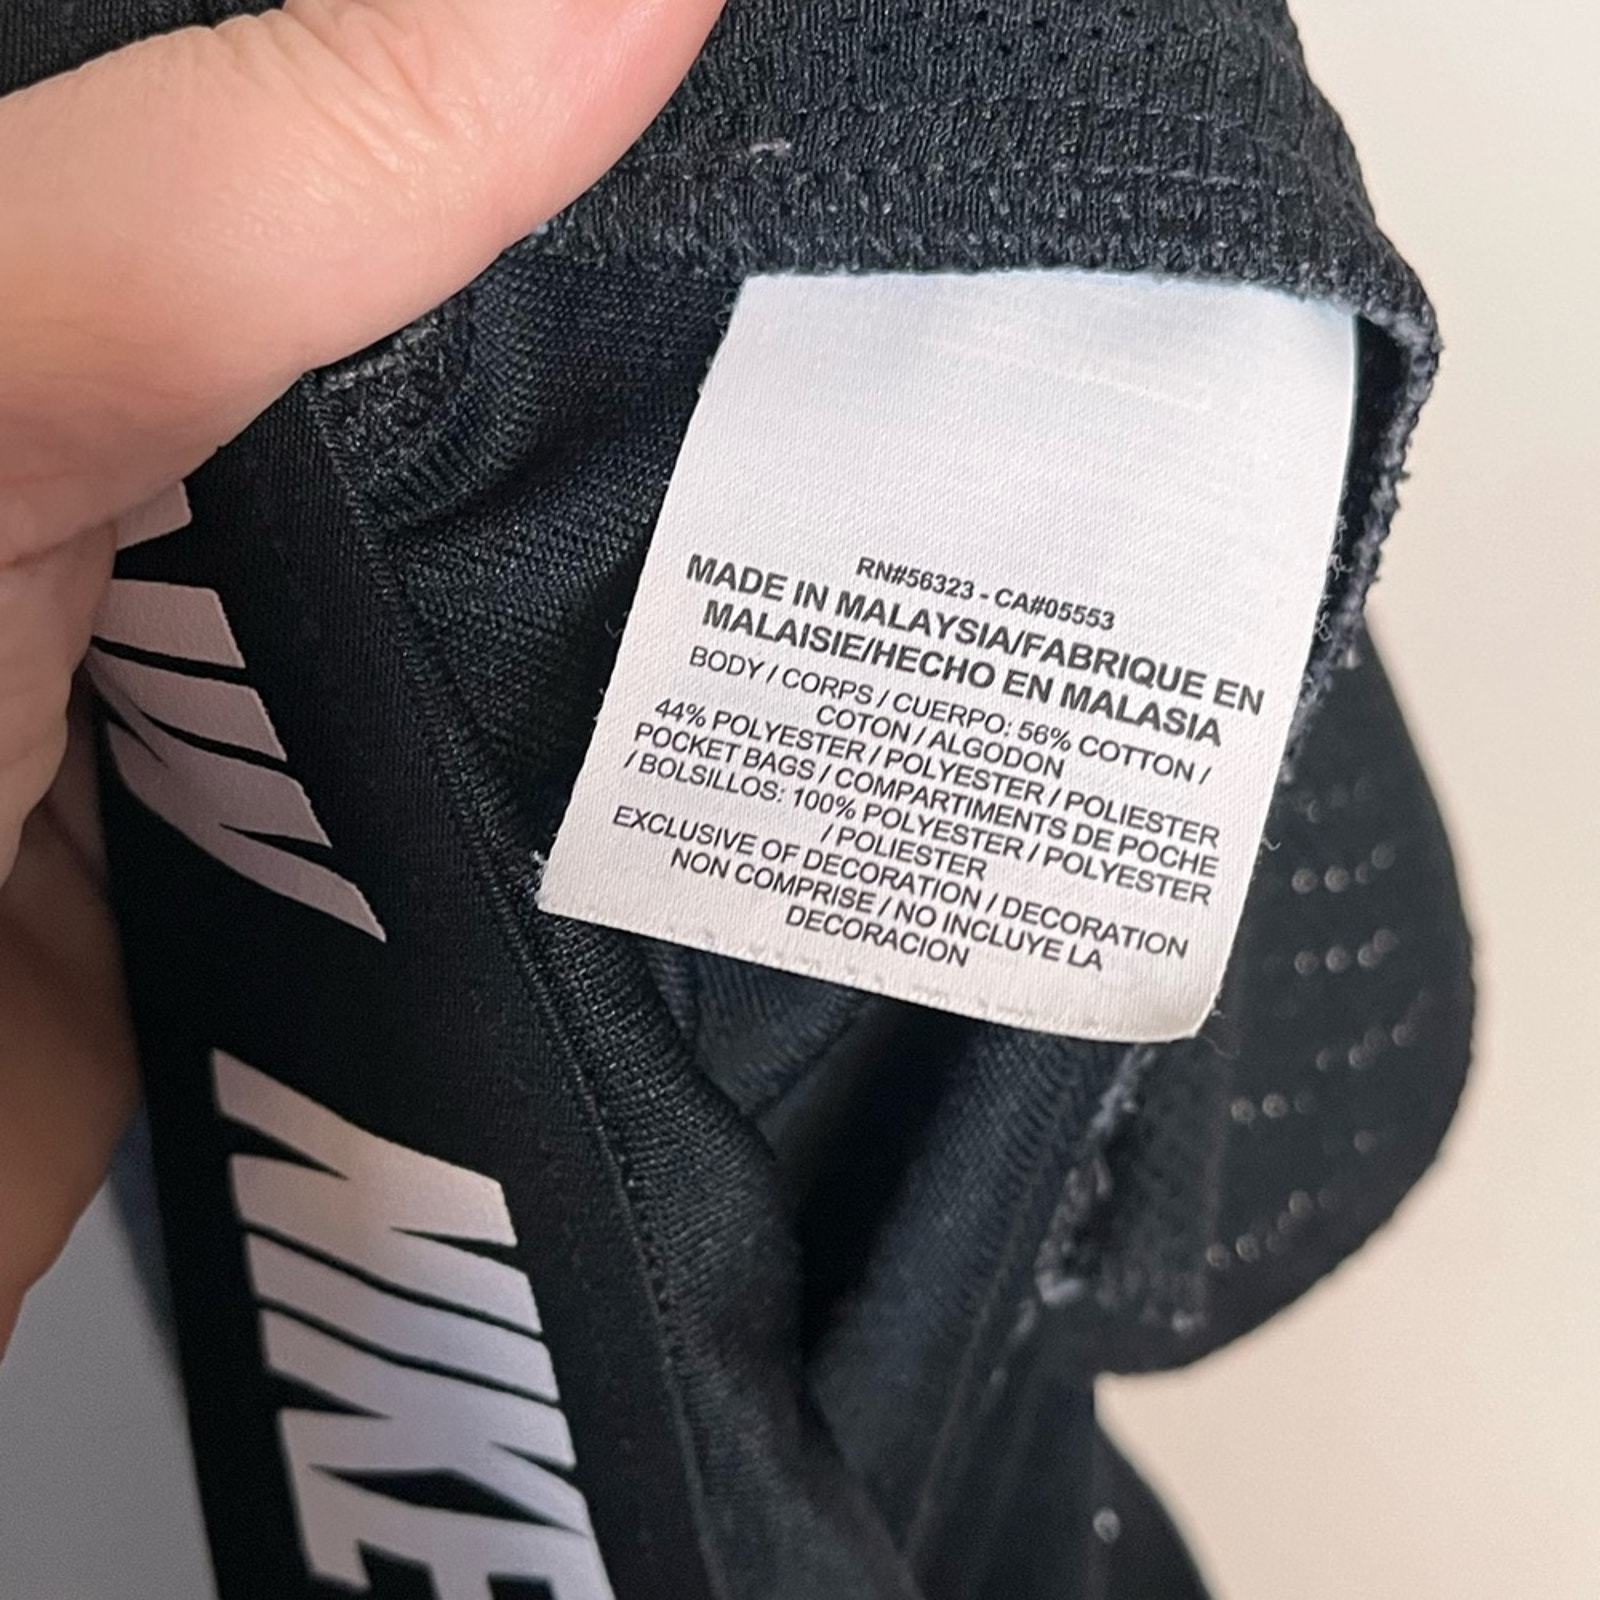 RN#56323 - CA#05553
MADE IN MALAYSIA/FABRIQUE EN
MALAISIE/HECHO EN MALASIA
BODY / CORPS / CUERPO: 56% COTTON /
COTON / ALGODON
44% POLYESTER / POLYESTER / POLIESTER
POCKET BAGS / COMPARTIMENTS DE POCHE
/ BOLSILLOS: 100% POLYESTER / POLYESTER
/ POLIESTER
EXCLUSIVE OF DECORATION / DECORATION
NON COMPRISE / NO INCLUYE LA
DECORACION
NIKE